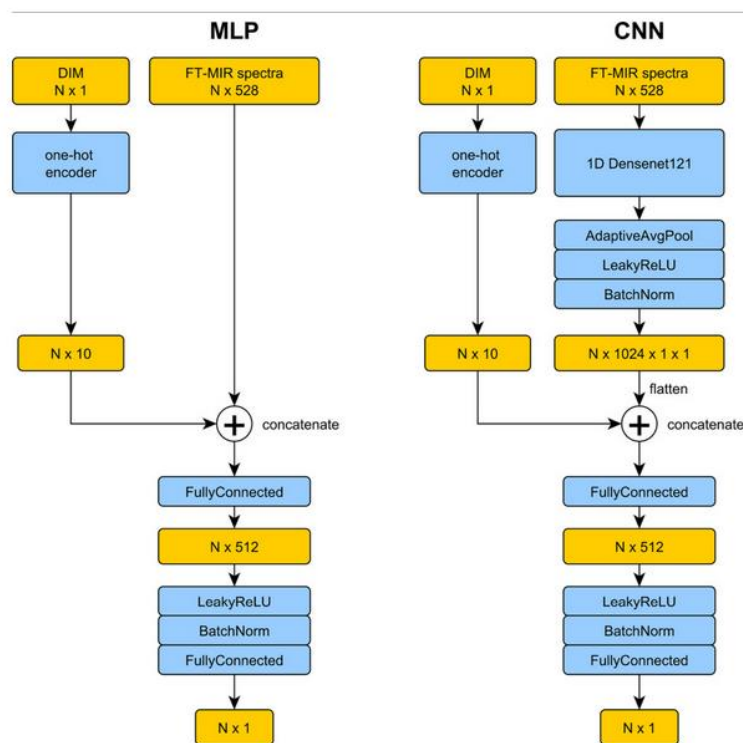 MLP
DIM
N x 1
FT-MIR spectra
N x 528
one-hot
encoder
N x 10
concatenate
FullyConnected
N x 512
LeakyReLU
BatchNorm
FullyConnected
N x 1
CNN
DIM
N x 1
FT-MIR spectra
N x 528
one-hot
encoder
1D Densenet121
AdaptiveAvgPool
LeakyReLU
BatchNorm
N x 10
N x 1024 x 1 x 1
flatten
concatenate
FullyConnected
N x 512
LeakyReLU
BatchNorm
FullyConnected
N x 1